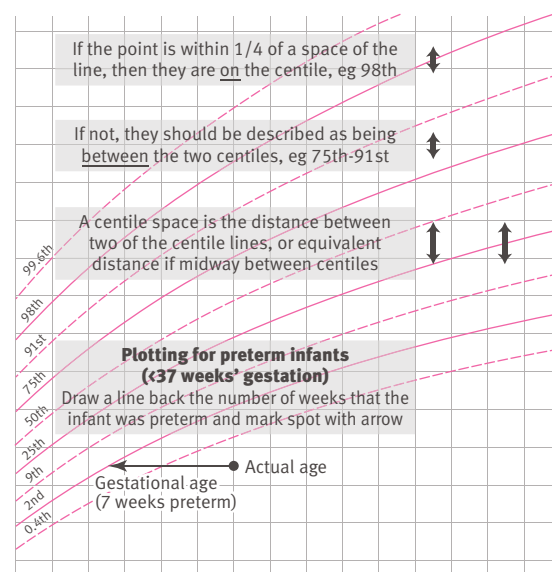 If the point is within 1/4 of a space of the
line, then they are on the centile, eg 98th
If not, they should be described as being
between the two centiles, eg 75th-91st
A centile space is the distance between
two of the centile lines, or equivalent
distance if midway between centiles
99.6th
98th
91st
75th
50th
25th
9th
2nd
0.4th
Plotting for preterm infants
(<37 weeks’ gestation)
Draw a line back the number of weeks that the
infant was preterm and mark spot with arrow
Actual age
Gestational age
(7 weeks preterm)